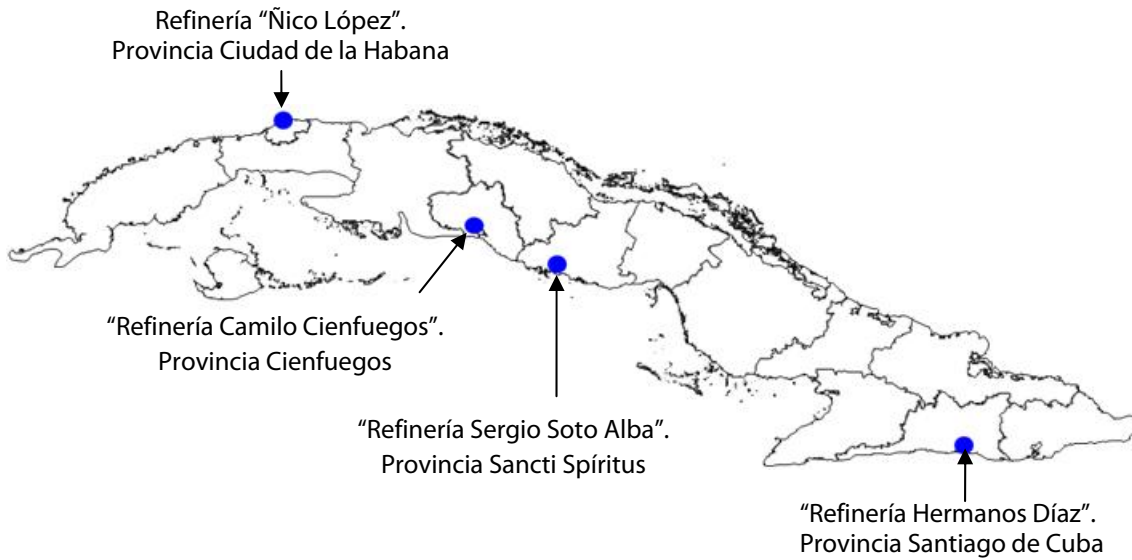 Refinería “Ñico López”.
Provincia Ciudad de la Habana
“Refinería Camilo Cienfuegos”.
Provincia Cienfuegos
“Refinería Sergio Soto Alba”.
Provincia Sancti Spíritus
“Refinería Hermanos Díaz”.
Provincia Santiago de Cuba